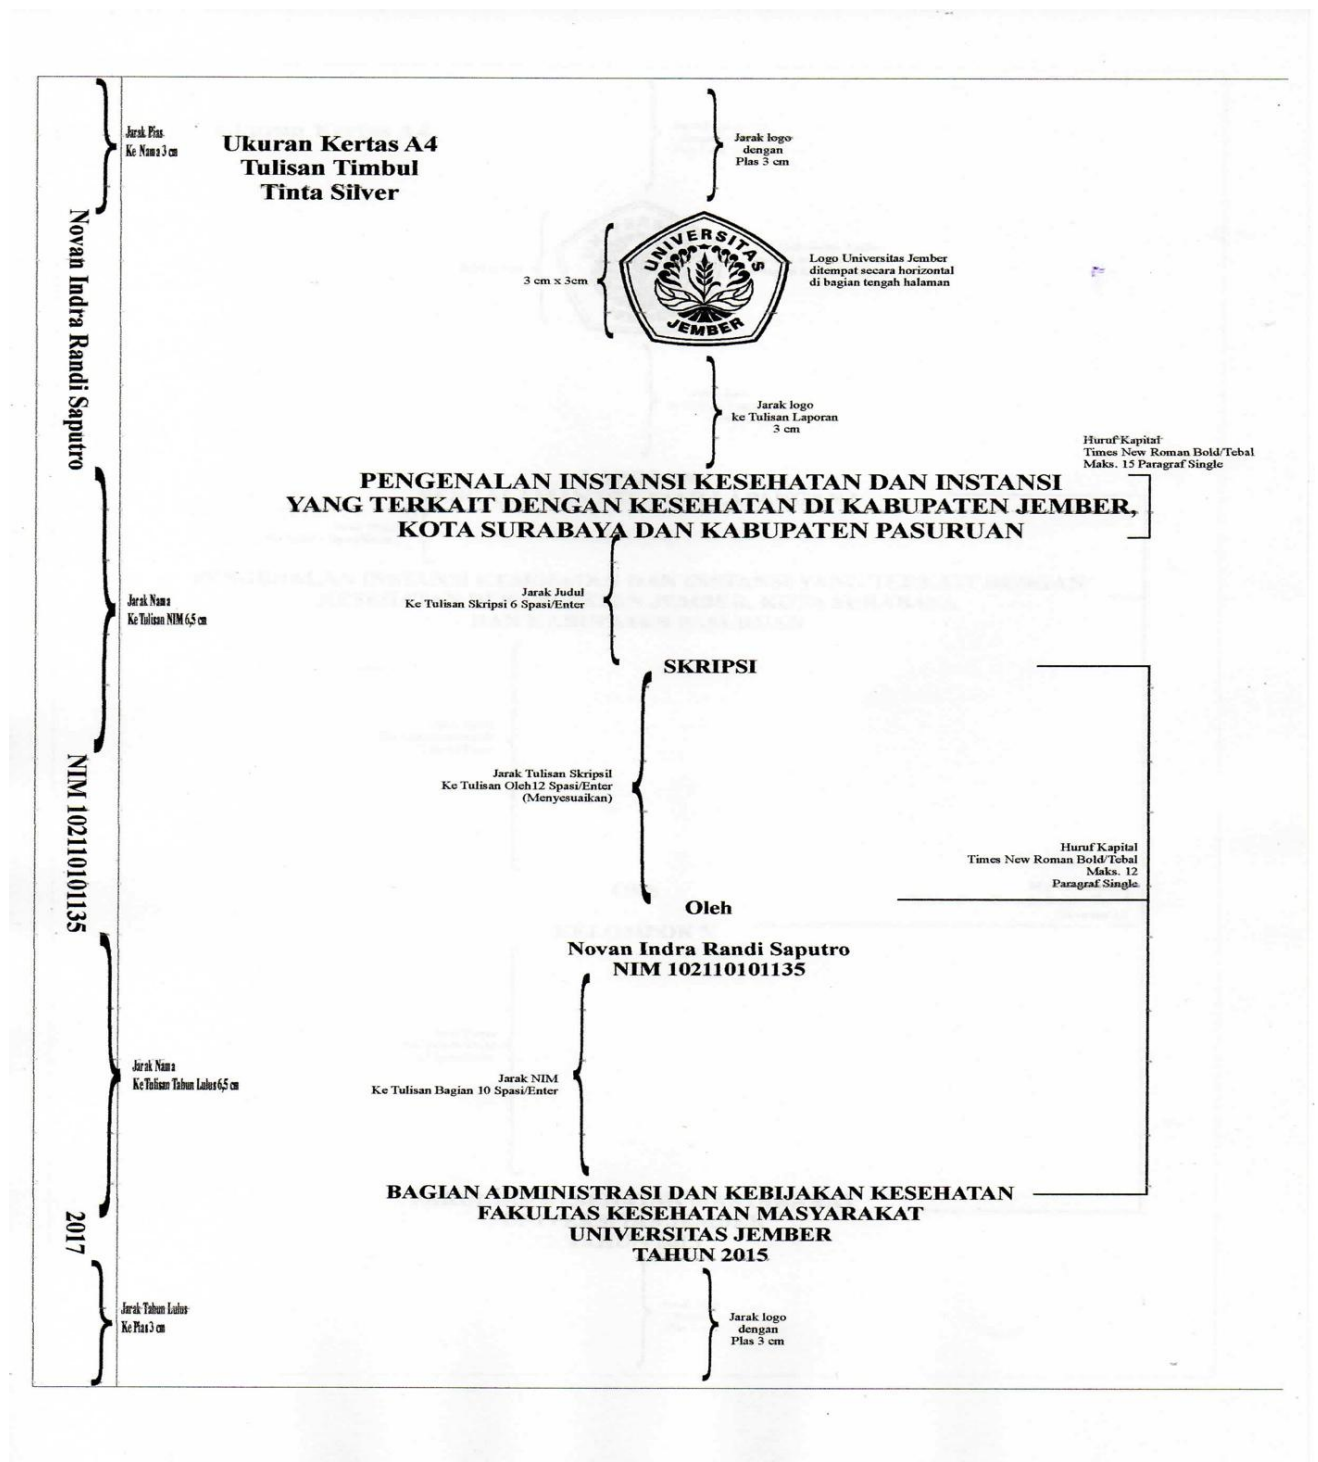 Jarak Pias
Ke Nama 3 cm
Ukuran Kertas A4
Tulisan Timbul
Tinta Silver
Jarak logo
dengan
Plas 3 cm
Novan Indra Randi Saputro
UNIVERSITAS
JEMBER
3 cm x 3cm
Logo Universitas Jember
ditempat secara horizontal
di bagian tengah halaman
Jarak logo
ke Tulisan Laporan
3 cm
Huruf Kapital
Times New Roman Bold/Tebal
Maks. 15 Paragraf Single
PENGENALAN INSTANSI KESEHATAN DAN INSTANSI
YANG TERKAIT DENGAN KESEHATAN DI KABUPATEN JEMBER,
KOTA SURABAYA DAN KABUPATEN PASURUAN
Jarak Nama
Ke Tulisan NIM 6,5 cm
Jarak Judul
Ke Tulisan Skripsi 6 Spasi/Enter
SKRIPSI
NIM 102110101135
Jarak Tulisan Skripsil
Ke Tulisan Oleh12 Spasi/Enter
(Menyesuaikan)
Huruf Kapital
Times New Roman Bold/Tebal
Maks. 12
Paragraf Single
Oleh
Novan Indra Randi Saputro
NIM 102110101135
Jarak Nama
Ke Tulisan Tahun Lulus 6,5 cm
Jarak NIM
Ke Tulisan Bagian 10 Spasi/Enter
BAGIAN ADMINISTRASI DAN KEBIJAKAN KESEHATAN
FAKULTAS KESEHATAN MASYARAKAT
UNIVERSITAS JEMBER
TAHUN 2015
2017
Jarak Tahun Lulus
Ke Pias 3 cm
Jarak logo
dengan
Plas 3 cm